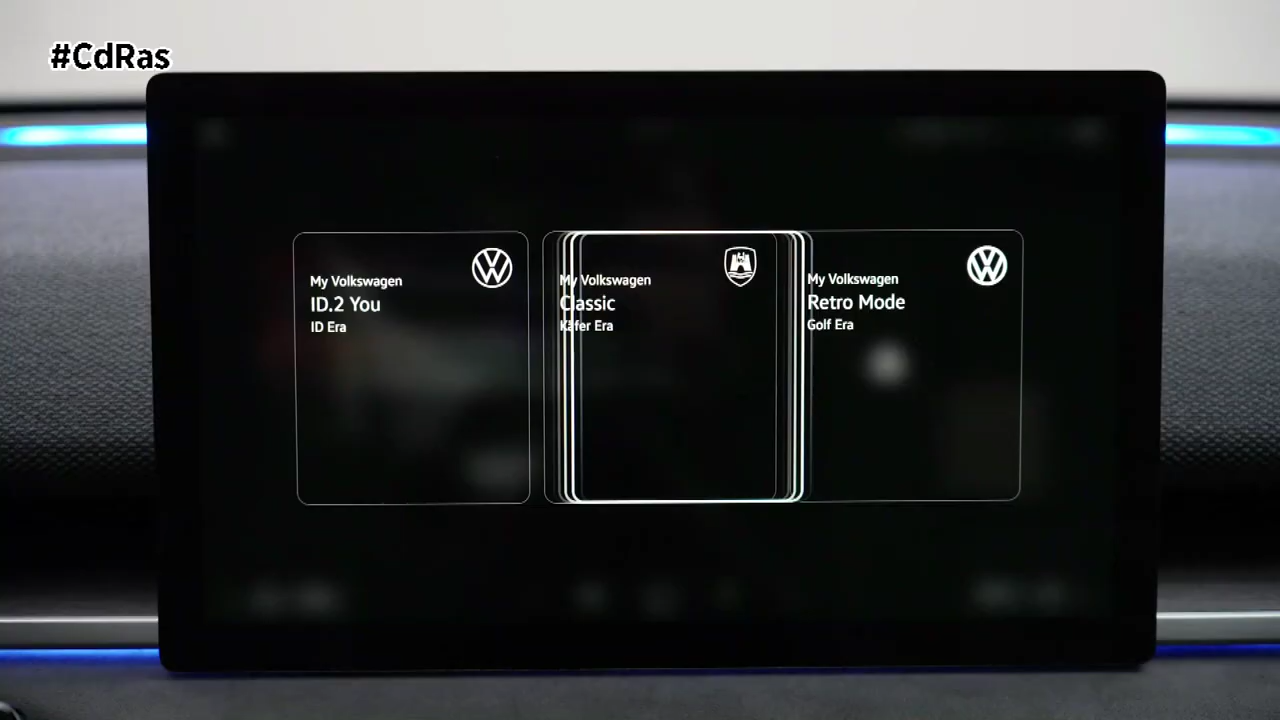 #CdRas
My Volkswagen
ID.2 You
ID Era
My Volkswagen
Classic
Käfer Era
My Volkswagen
Retro Mode
Golf Era